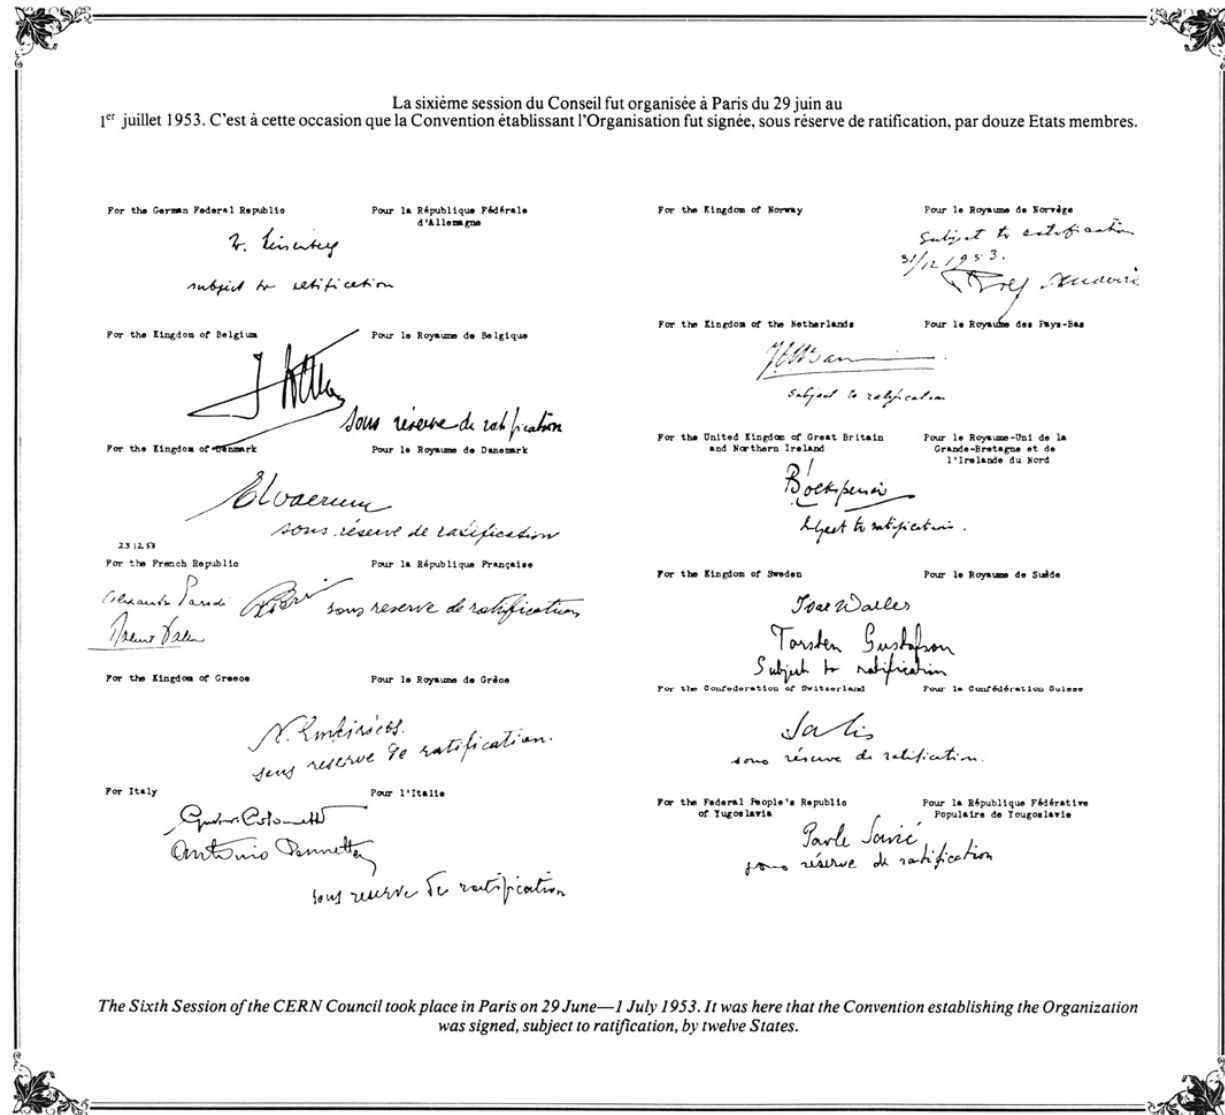 La sixième session du Conseil fut organisée à Paris du 29 juin au
1er juillet 1953. C'est à cette occasion que la Convention établissant l'Organisation fut signée, sous réserve de ratification, par douze Etats membres.
For the German Federal Republic
Pour la République Fédérale
d'Allemagne
subject to ratification
For the Kingdom of Belgium
Pour le Royaume de Belgique
sous réserve de ratification
For the Kingdom of Denmark
Pour le Royaume de Danemark
sous réserve de ratification
23 12 53
For the French Republic
Pour la République Française
Alexandre Parodi
sous reserve de ratification
For the Kingdom of Greece
Pour le Royaume de Grèce
sous reserve de ratification.
For Italy
Pour l'Italie
Gustavo Colonnetti
Antonio Pennetta
sous reserve de ratification
For the Kingdom of Norway
Pour le Royaume de Norvège
Subject to ratification
31/12 1953.
For the Kingdom of the Netherlands
Pour le Royaume des Pays-Bas
subject to ratification
For the United Kingdom of Great Britain
and Northern Ireland
Pour le Royaume-Uni de la
Grande-Bretagne et de
l'Irelande du Nord
subject to ratification.
For the Kingdom of Sweden
Pour le Royaume de Suède
Ivar Waller
Torsten Gustafson
Subject to ratification
For the Confederation of Switzerland
Pour la Confédération Suisse
Salis
sous réserve de ratification.
For the Federal People's Republic
of Yugoslavia
Pour la République Fédérative
Populaire de Yougoslavie
Pavle Savić
sous réserve de ratification
The Sixth Session of the CERN Council took place in Paris on 29 June—1 July 1953. It was here that the Convention establishing the Organization
was signed, subject to ratification, by twelve States.